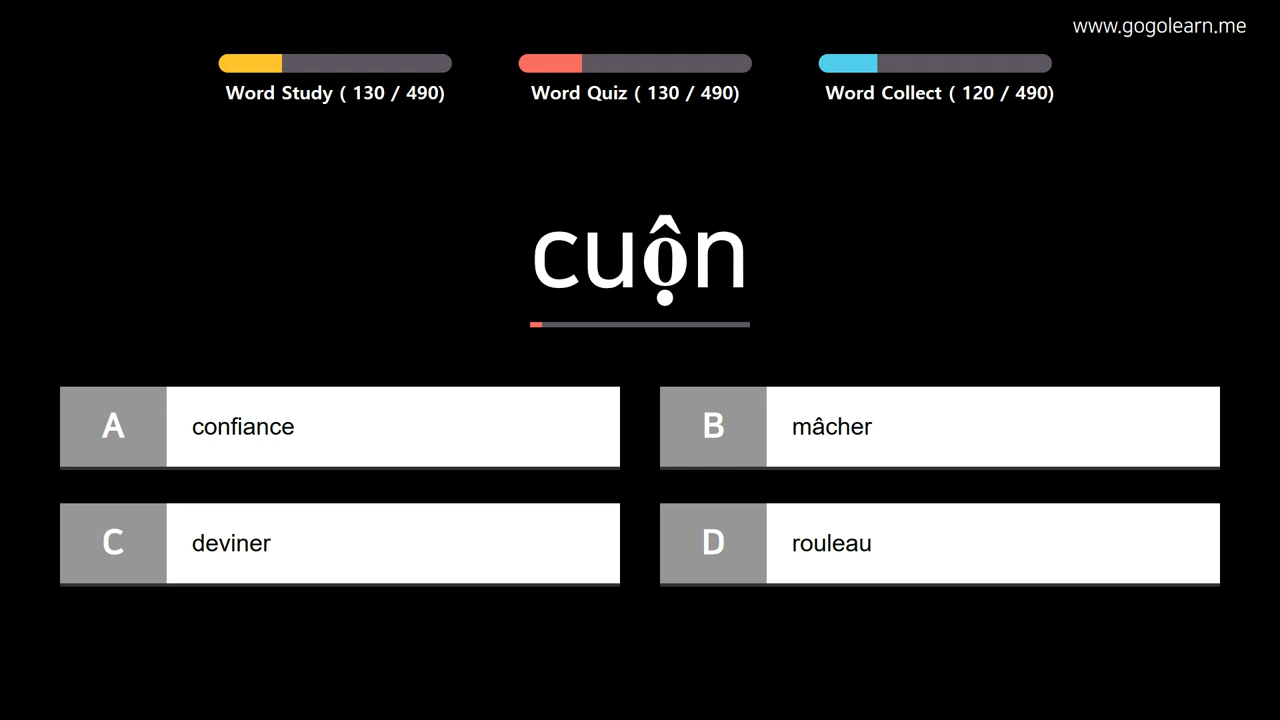 www.gogolearn.me
Word Study ( 130 / 490)
Word Quiz ( 130 / 490)
Word Collect ( 120 / 490)
cuộn
A confiance
B mâcher
C deviner
D rouleau